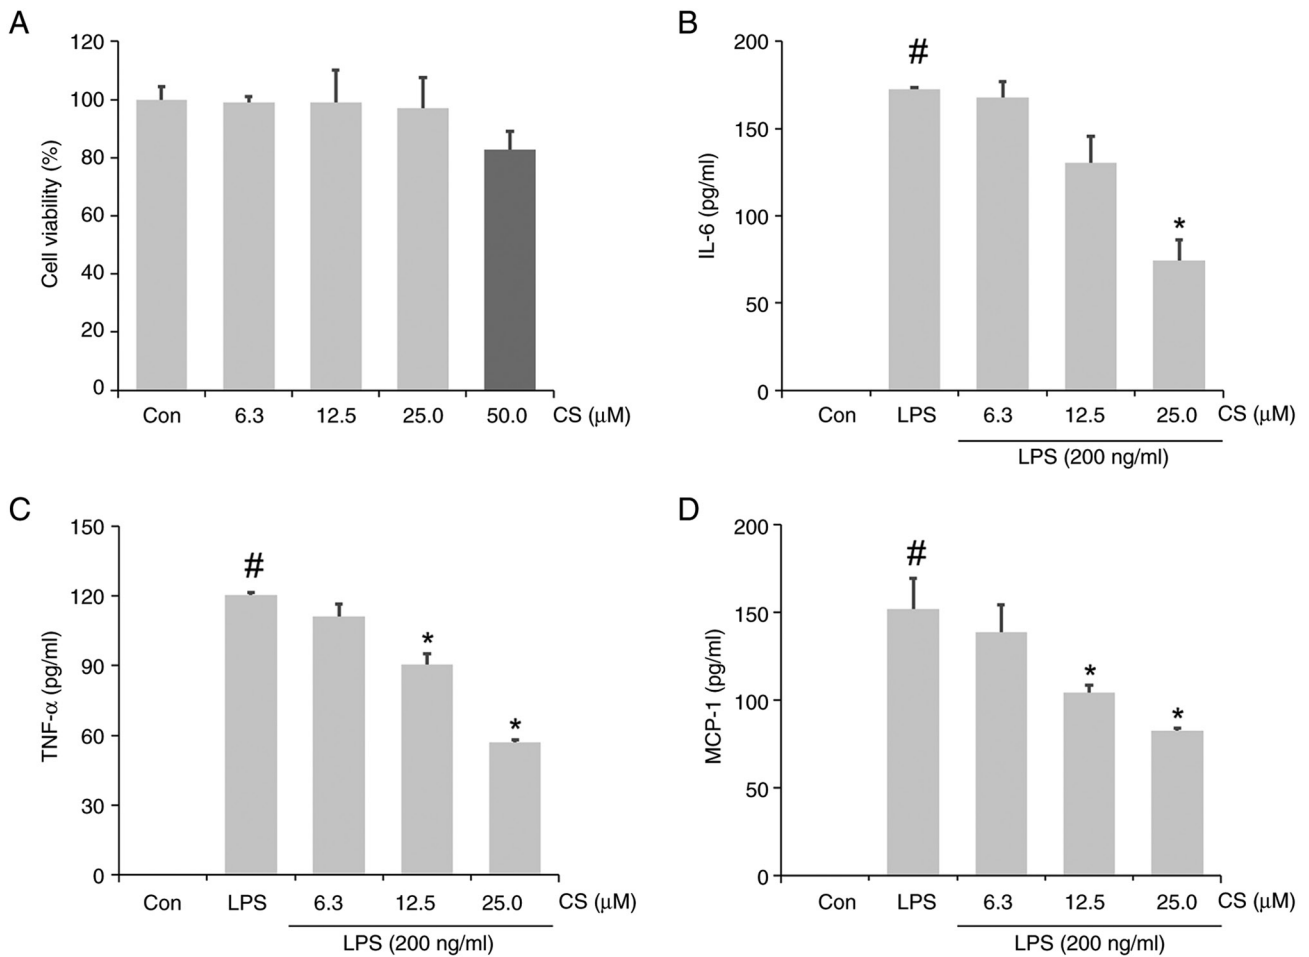 A
120
100
80
60
40
20
0
Cell viability (%)
Con 6.3 12.5 25.0 50.0 CS (μM)
B
200
150
100
50
0
IL-6 (pg/ml)
#
*
Con LPS 6.3 12.5 25.0 CS (μM)
LPS (200 ng/ml)
C
150
120
90
60
30
0
TNF-α (pg/ml)
#
*
*
Con LPS 6.3 12.5 25.0 CS (μM)
LPS (200 ng/ml)
D
200
150
100
50
0
MCP-1 (pg/ml)
#
*
*
Con LPS 6.3 12.5 25.0 CS (μM)
LPS (200 ng/ml)